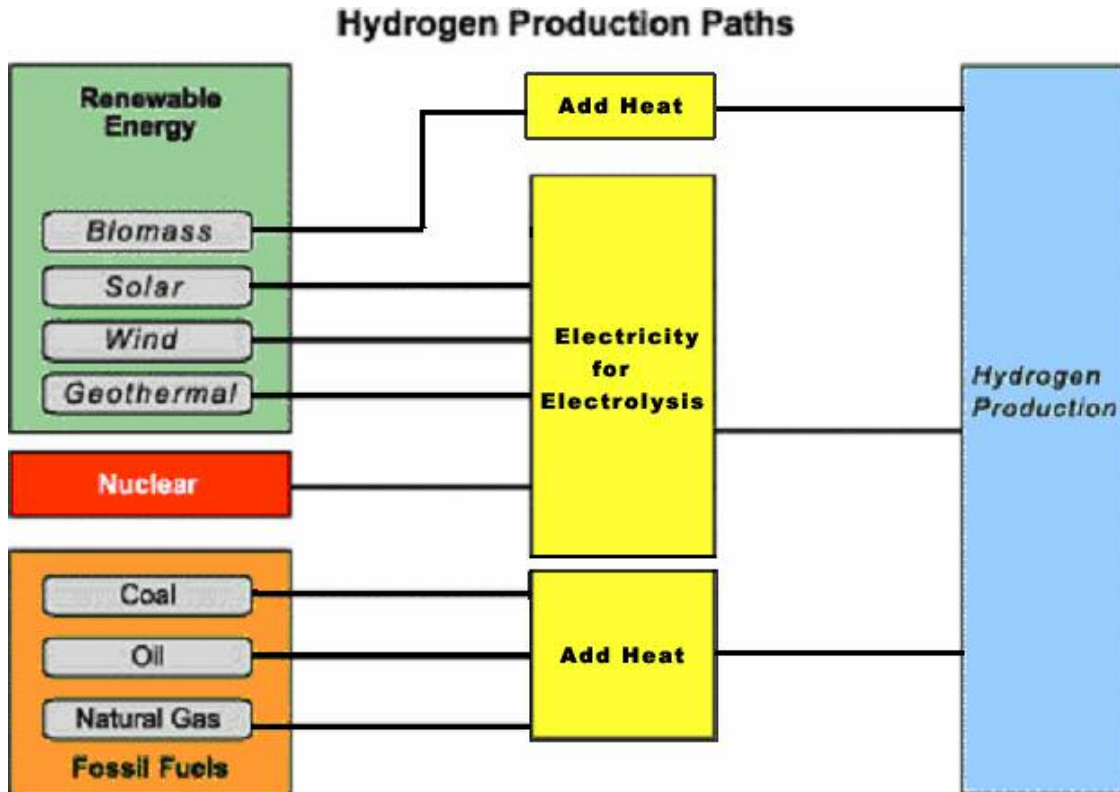 Hydrogen Production Paths
Renewable
Energy
Biomass
Solar
Wind
Geothermal
Nuclear
Coal
Oil
Natural Gas
Fossil Fuels
Add Heat
Electricity
for
Electrolysis
Add Heat
Hydrogen
Production